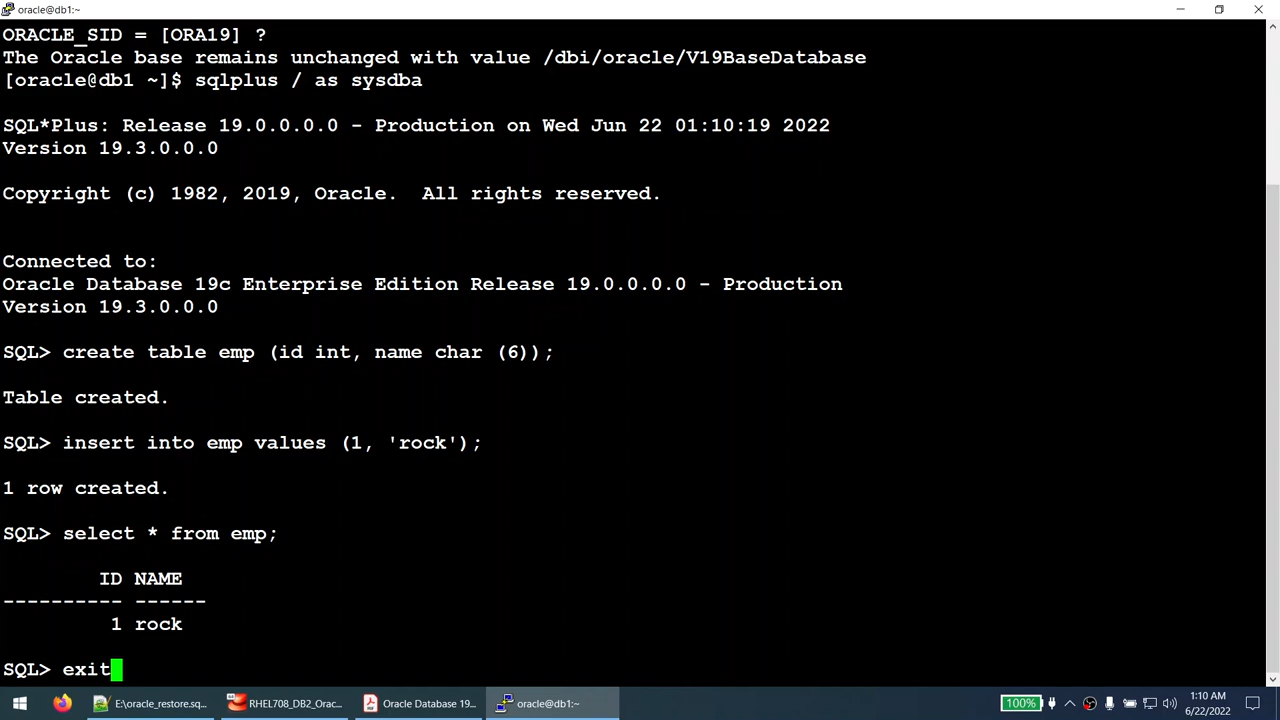 oracle@db1:~
ORACLE_SID = [ORA19] ?
The Oracle base remains unchanged with value /dbi/oracle/V19BaseDatabase
[oracle@db1 ~]$ sqlplus / as sysdba
SQL*Plus: Release 19.0.0.0.0 - Production on Wed Jun 22 01:10:19 2022
Version 19.3.0.0.0
Copyright (c) 1982, 2019, Oracle.  All rights reserved.
Connected to:
Oracle Database 19c Enterprise Edition Release 19.0.0.0.0 - Production
Version 19.3.0.0.0
SQL> create table emp (id int, name char (6));
Table created.
SQL> insert into emp values (1, 'rock');
1 row created.
SQL> select * from emp;
        ID NAME
---------- ------
         1 rock
SQL> exit
E:\oracle_restore.sq... RHEL708_DB2_Orac... Oracle Database 19... oracle@db1:~ 100% 1:10 AM
6/22/2022